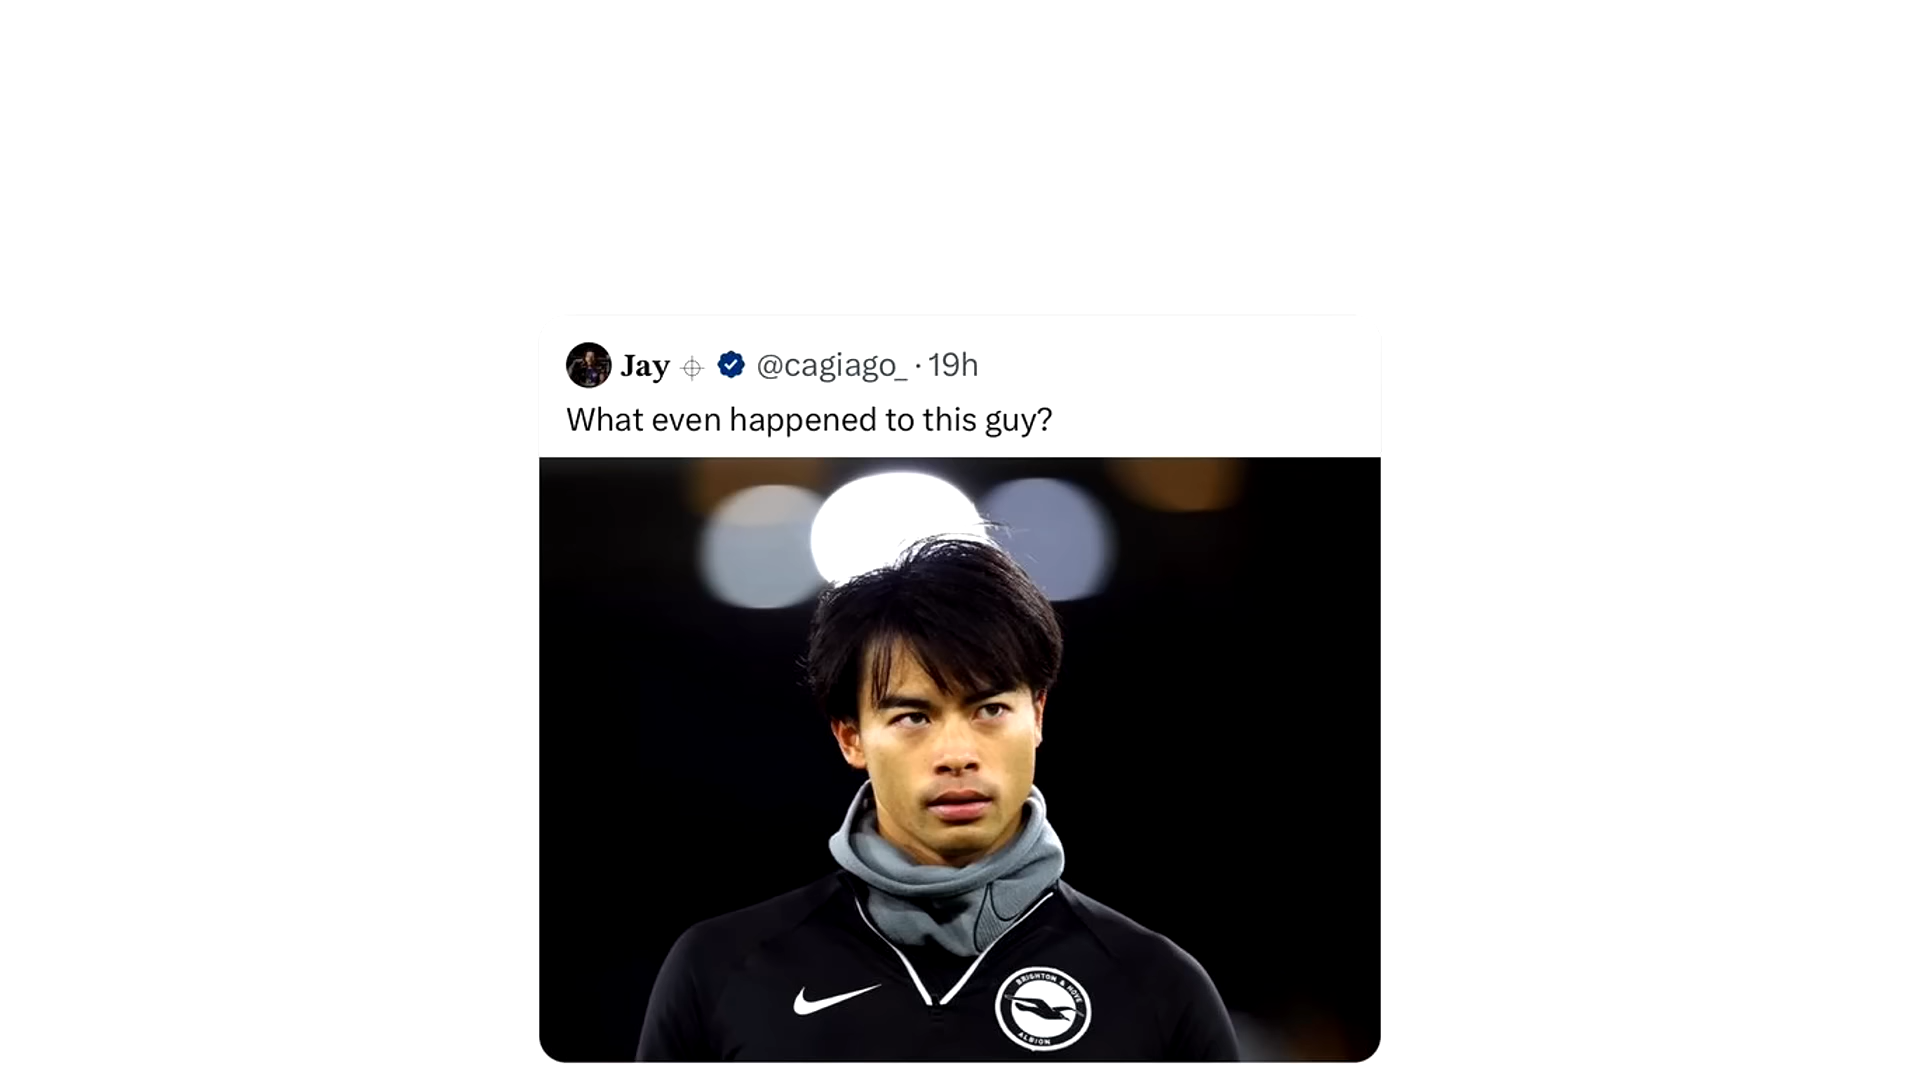 Jay @cagiago_ · 19h
What even happened to this guy?
BRIGHTON & HOVE
ALBION